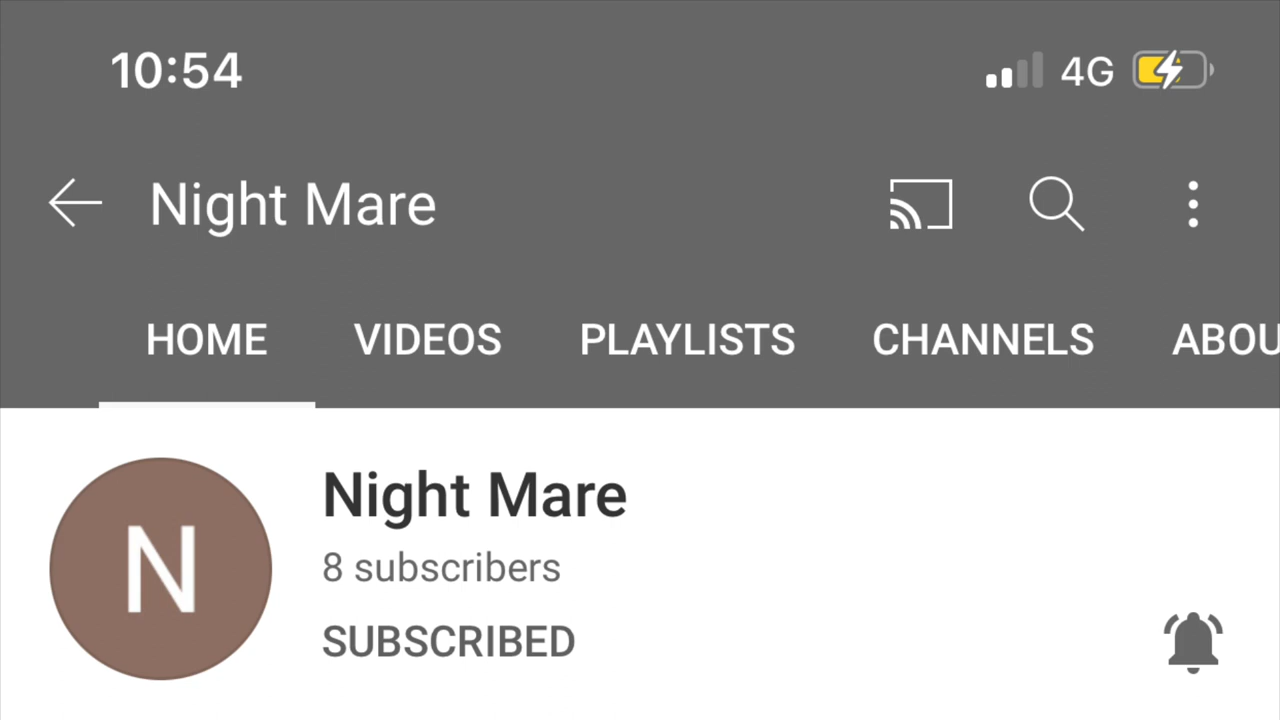 10:54 4G
Night Mare
HOME VIDEOS PLAYLISTS CHANNELS ABOU
N
Night Mare
8 subscribers
SUBSCRIBED